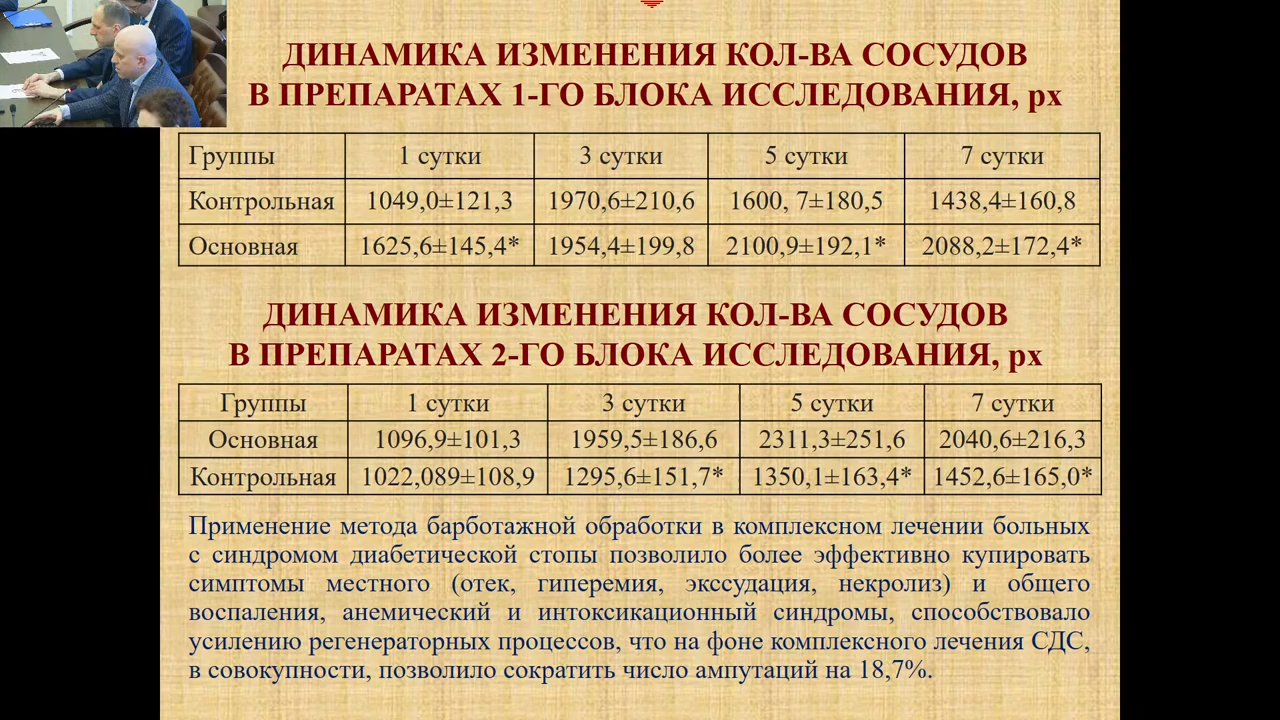 ДИНАМИКА ИЗМЕНЕНИЯ КОЛ-ВА СОСУДОВ
В ПРЕПАРАТАХ 1-ГО БЛОКА ИССЛЕДОВАНИЯ, px
Группы 1 сутки 3 сутки 5 сутки 7 сутки
Контрольная 1049,0±121,3 1970,6±210,6 1600, 7±180,5 1438,4±160,8
Основная 1625,6±145,4* 1954,4±199,8 2100,9±192,1* 2088,2±172,4*
ДИНАМИКА ИЗМЕНЕНИЯ КОЛ-ВА СОСУДОВ
В ПРЕПАРАТАХ 2-ГО БЛОКА ИССЛЕДОВАНИЯ, px
Группы 1 сутки 3 сутки 5 сутки 7 сутки
Основная 1096,9±101,3 1959,5±186,6 2311,3±251,6 2040,6±216,3
Контрольная 1022,089±108,9 1295,6±151,7* 1350,1±163,4* 1452,6±165,0*
Применение метода барботажной обработки в комплексном лечении больных
с синдромом диабетической стопы позволило более эффективно купировать
симптомы местного (отек, гиперемия, экссудация, некролиз) и общего
воспаления, анемический и интоксикационный синдромы, способствовало
усилению регенераторных процессов, что на фоне комплексного лечения СДС,
в совокупности, позволило сократить число ампутаций на 18,7%.